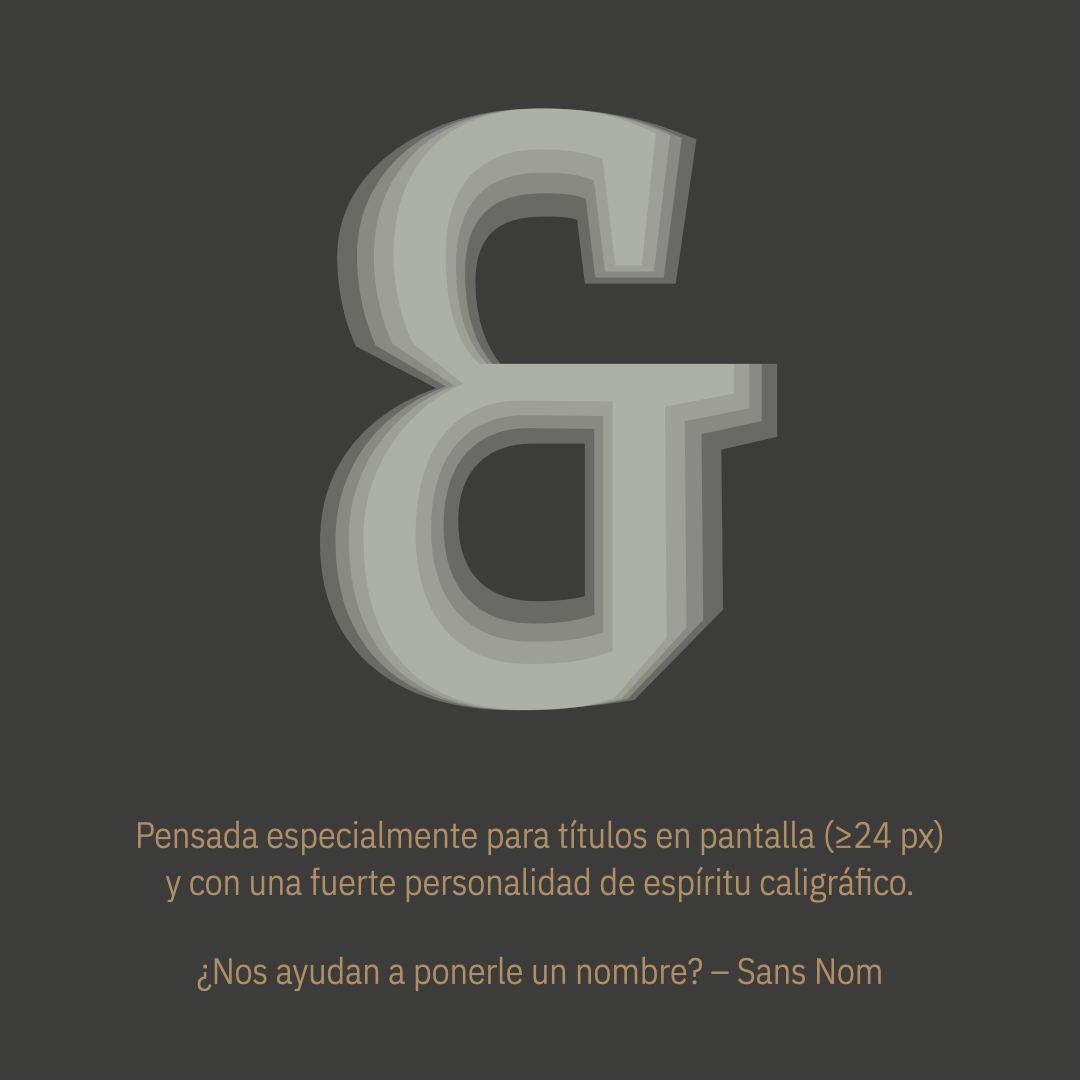 &
Pensada especialmente para títulos en pantalla (≥24 px)
y con una fuerte personalidad de espíritu caligráfico.
¿Nos ayudan a ponerle un nombre? – Sans Nom